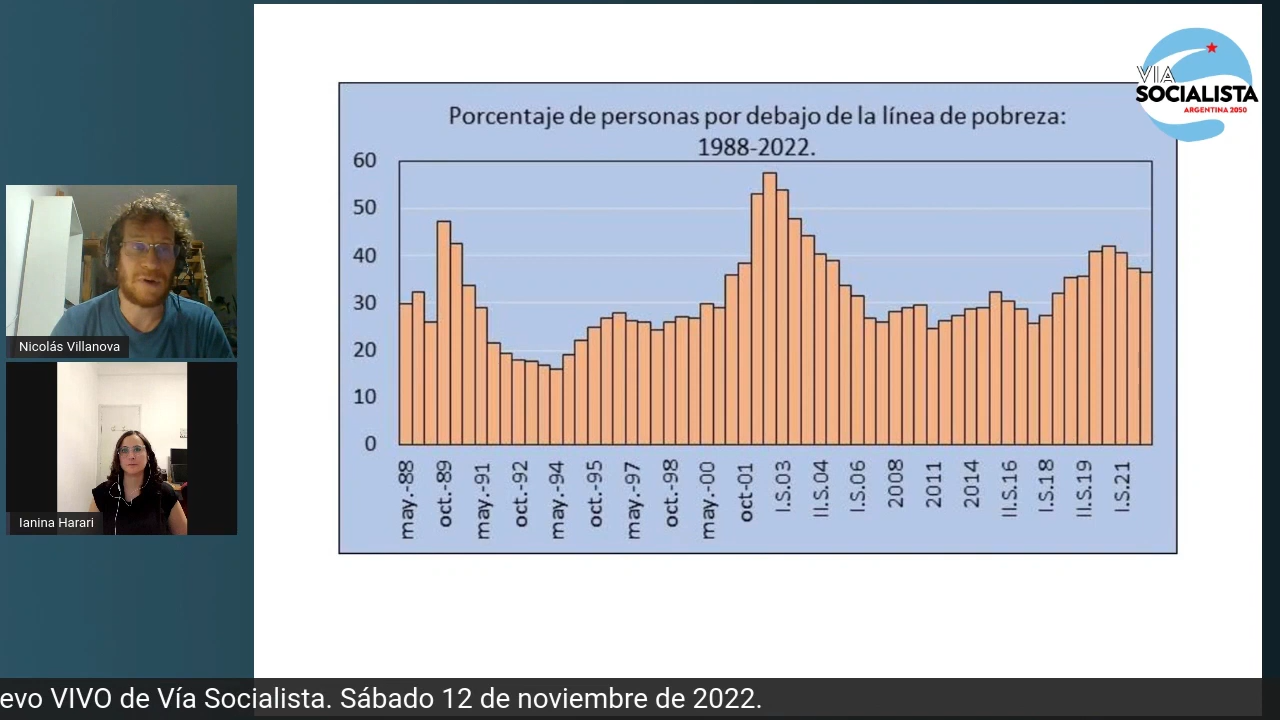 VIA
SOCIALISTA
ARGENTINA 2050
Porcentaje de personas por debajo de la línea de pobreza:
1988-2022.
60
50
40
30
20
10
0
may.-88
oct.-89
may.-91
oct.-92
may.-94
oct.-95
may.-97
oct.-98
may.-00
oct-01
I.S.03
II.S.04
I.S.06
2008
2011
2014
II.S.16
I.S.18
II.S.19
I.S.21
Nicolás Villanova
Ianina Harari
evo VIVO de Vía Socialista. Sábado 12 de noviembre de 2022.